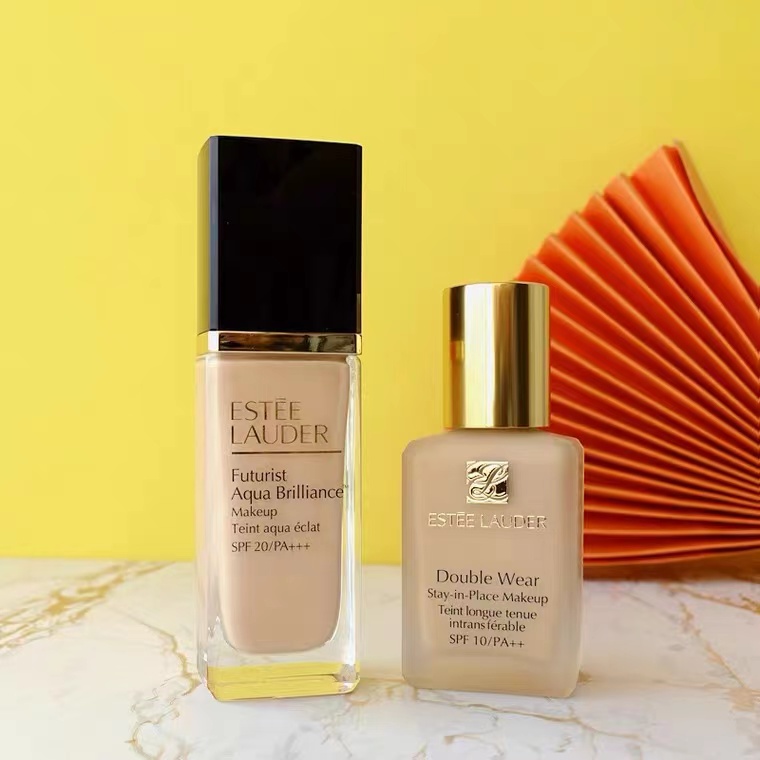 ESTĒE
LAUDER
Futurist
Aqua Brilliance™
Makeup
Teint aqua éclat
SPF 20/PA+++
ESTĒE LAUDER
Double Wear
Stay-in-Place Makeup
Teint longue tenue
intransférable
SPF 10/PA++